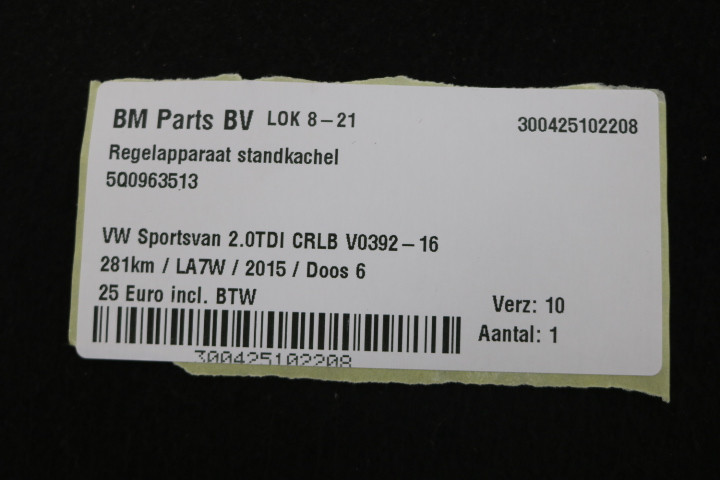 BM Parts BV LOK 8-21 300425102208
Regelapparaat standkachel
5Q0963513
VW Sportsvan 2.0TDI CRLB V0392-16
281km / LA7W / 2015 / Doos 6
25 Euro incl. BTW
Verz: 10
Aantal: 1
300425102208